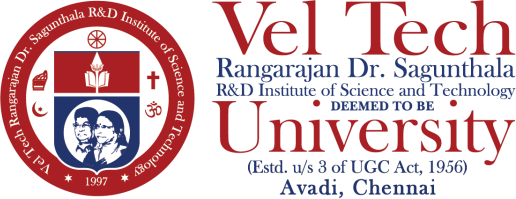 Vel Tech Rangarajan Dr. Sagunthala R&D Institute of Science and Technology
1997
Vel Tech
Rangarajan Dr. Sagunthala
R&D Institute of Science and Technology
DEEMED TO BE
University
(Estd. u/s 3 of UGC Act, 1956)
Avadi, Chennai